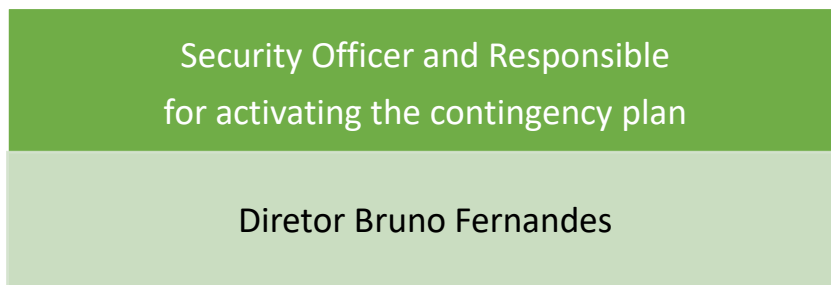 Security Officer and Responsible
for activating the contingency plan
Diretor Bruno Fernandes